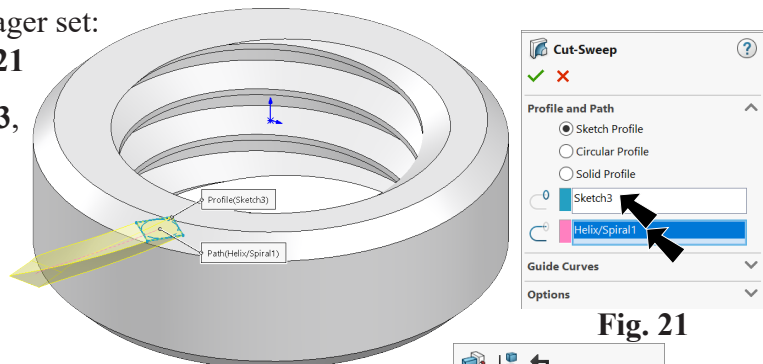 ager set:
21
3,
Profile(Sketch3)
Path(Helix/Spiral1)
Cut-Sweep
?
Profile and Path
Sketch Profile
Circular Profile
Solid Profile
Sketch3
Helix/Spiral1
Guide Curves
Options
Fig. 21